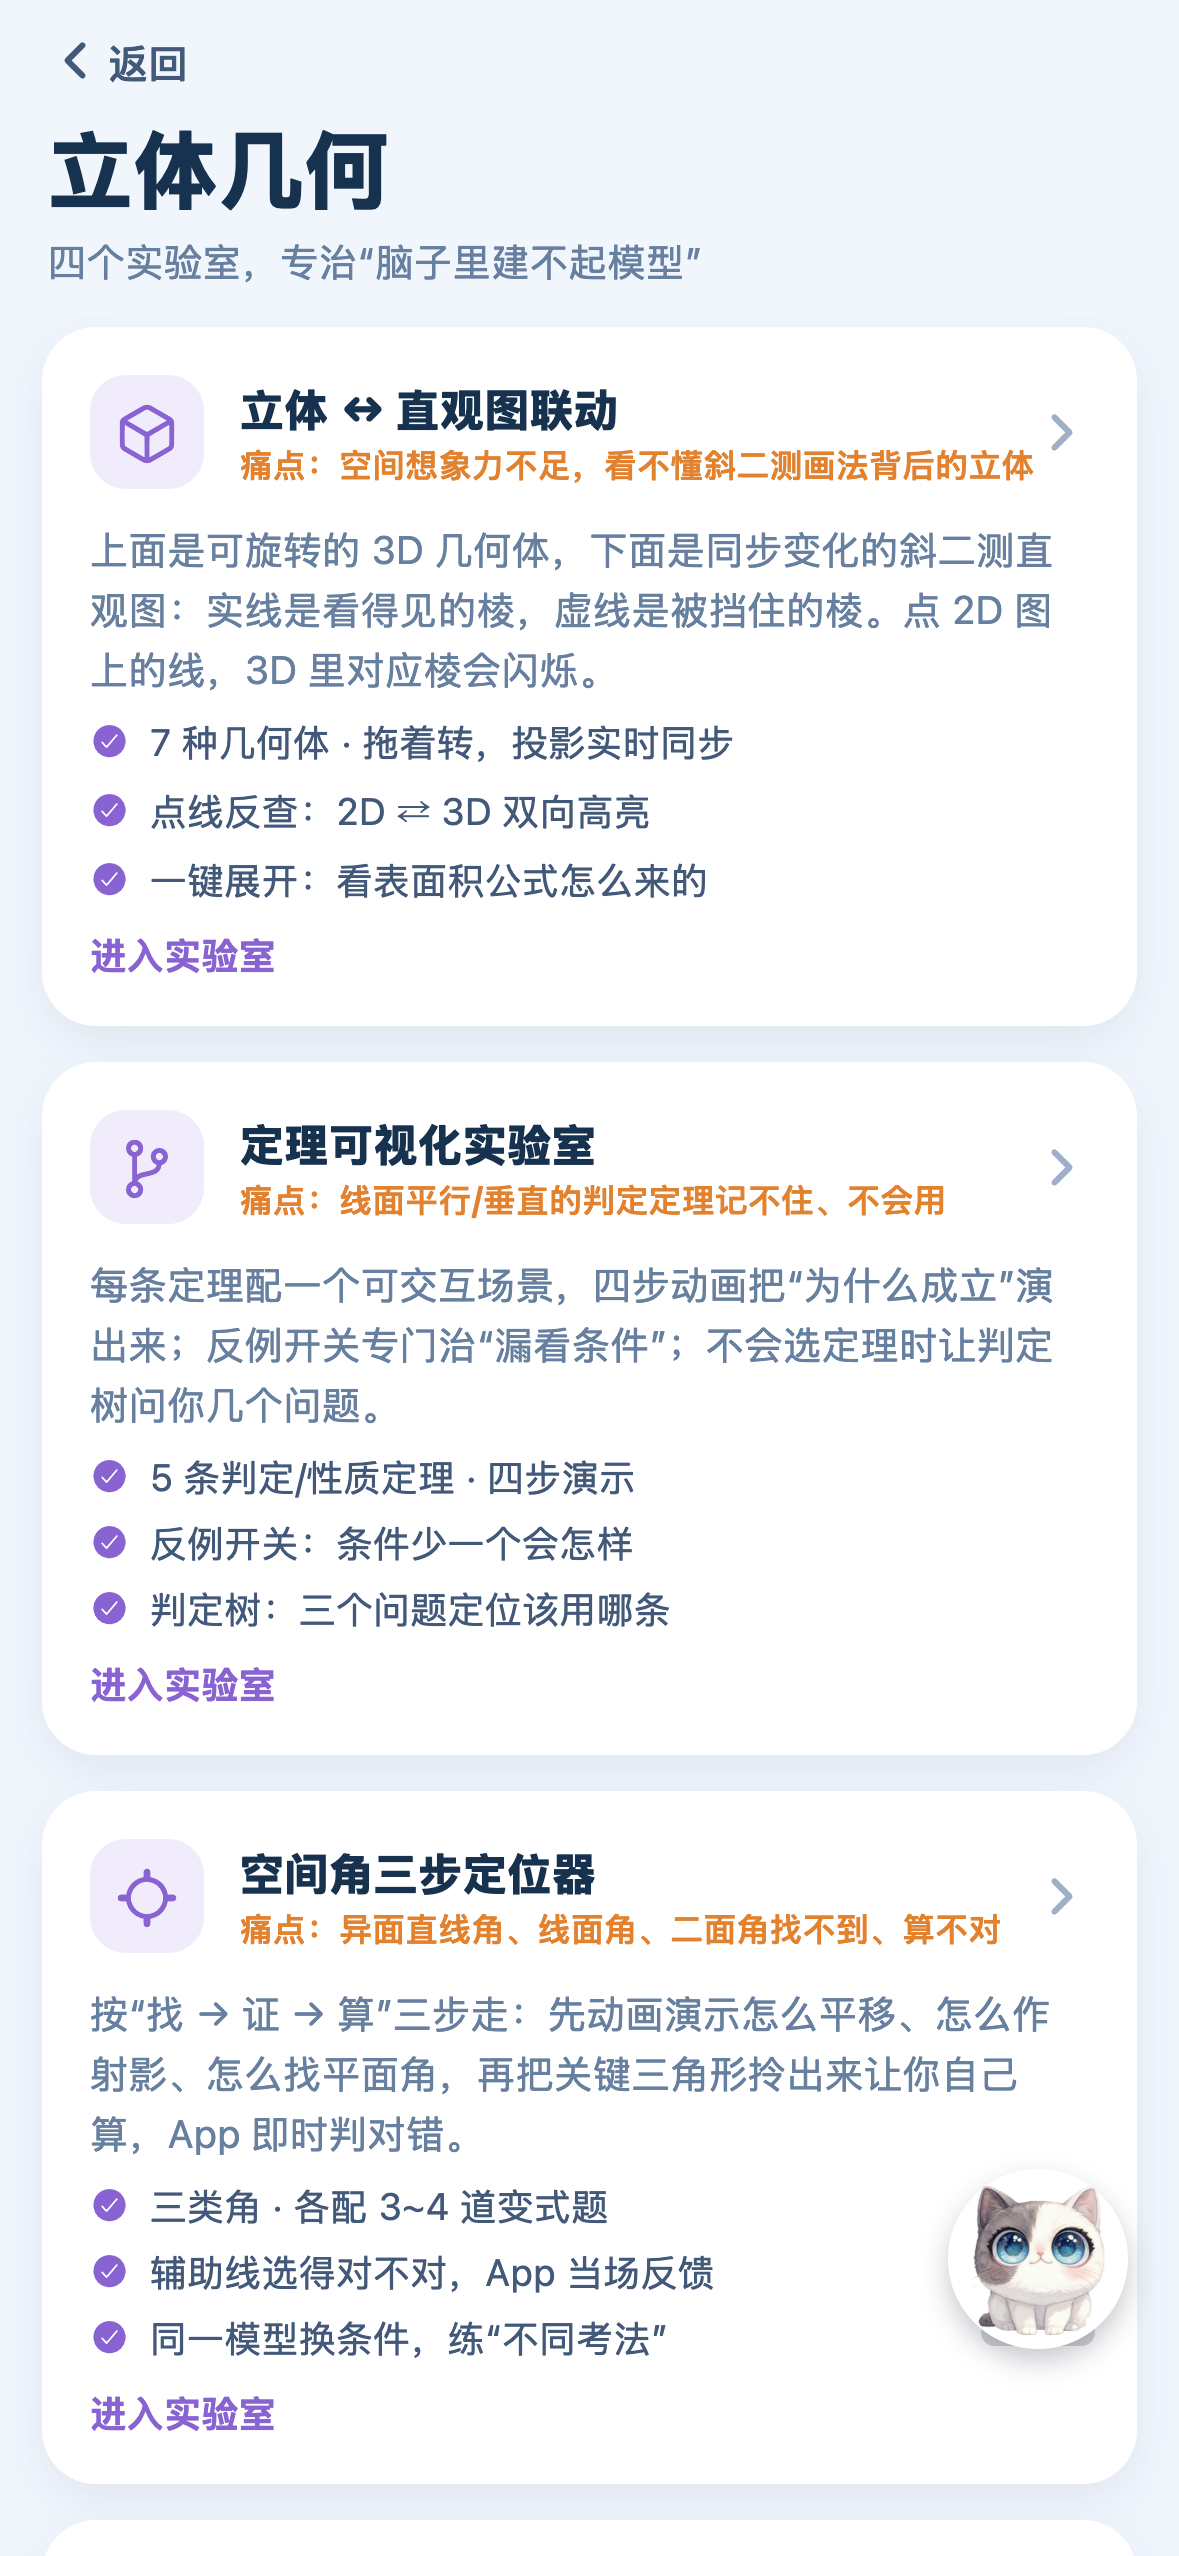 返回
立体几何
四个实验室，专治“脑子里建不起模型”
立体 ↔ 直观图联动
痛点：空间想象力不足，看不懂斜二测画法背后的立体
上面是可旋转的 3D 几何体，下面是同步变化的斜二测直
观图：实线是看得见的棱，虚线是被挡住的棱。点 2D 图
上的线，3D 里对应棱会闪烁。
7 种几何体 · 拖着转，投影实时同步
点线反查：2D ⇄ 3D 双向高亮
一键展开：看表面积公式怎么来的
进入实验室
定理可视化实验室
痛点：线面平行/垂直的判定定理记不住、不会用
每条定理配一个可交互场景，四步动画把“为什么成立”演
出来；反例开关专门治“漏看条件”；不会选定理时让判定
树问你几个问题。
5 条判定/性质定理 · 四步演示
反例开关：条件少一个会怎样
判定树：三个问题定位该用哪条
进入实验室
空间角三步定位器
痛点：异面直线角、线面角、二面角找不到、算不对
按“找 → 证 → 算”三步走：先动画演示怎么平移、怎么作
射影、怎么找平面角，再把关键三角形拎出来让你自己
算，App 即时判对错。
三类角 · 各配 3~4 道变式题
辅助线选得对不对，App 当场反馈
同一模型换条件，练“不同考法”
进入实验室